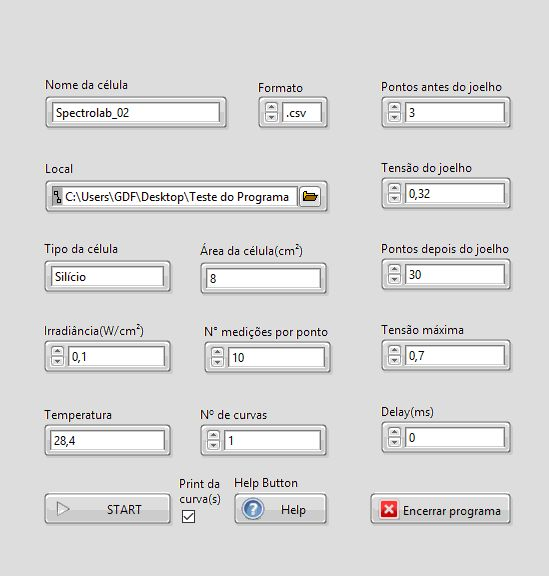 Nome da célula
Formato
Pontos antes do joelho
Spectrolab_02
.csv
3
Local
Tensão do joelho
C:\Users\GDF\Desktop\Teste do Programa
0,32
Tipo da célula
Área da célula(cm²)
Pontos depois do joelho
Silício
8
30
Irradiância(W/cm²)
N° medições por ponto
Tensão máxima
0,1
10
0,7
Temperatura
Nº de curvas
Delay(ms)
28,4
1
0
Print da
curva(s)
Help Button
START
Help
Encerrar programa